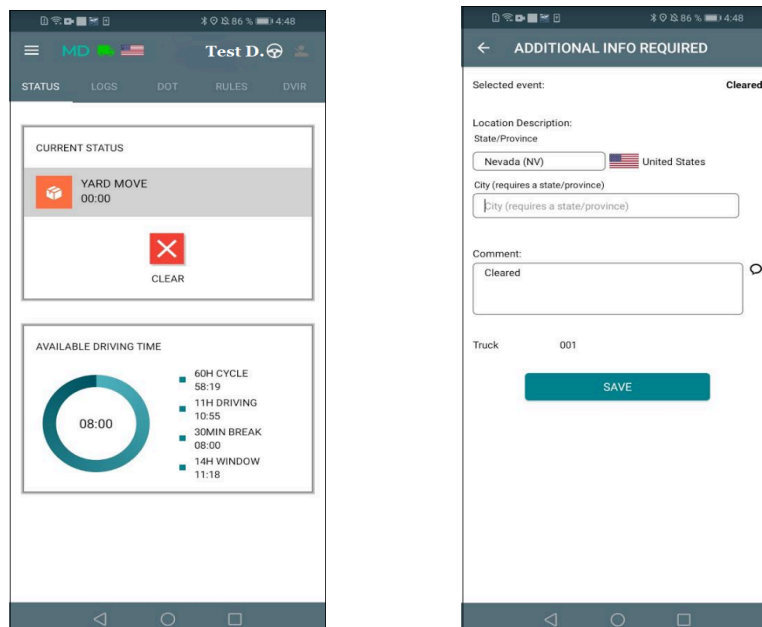 86 % 4:48
MD Test D.
STATUS LOGS DOT RULES DVIR
CURRENT STATUS
YARD MOVE
00:00
CLEAR
AVAILABLE DRIVING TIME
08:00
60H CYCLE
58:19
11H DRIVING
10:55
30MIN BREAK
08:00
14H WINDOW
11:18
86 % 4:48
ADDITIONAL INFO REQUIRED
Selected event: Cleared
Location Description:
State/Province
Nevada (NV) United States
City (requires a state/province)
City (requires a state/province)
Comment:
Cleared
Truck 001
SAVE